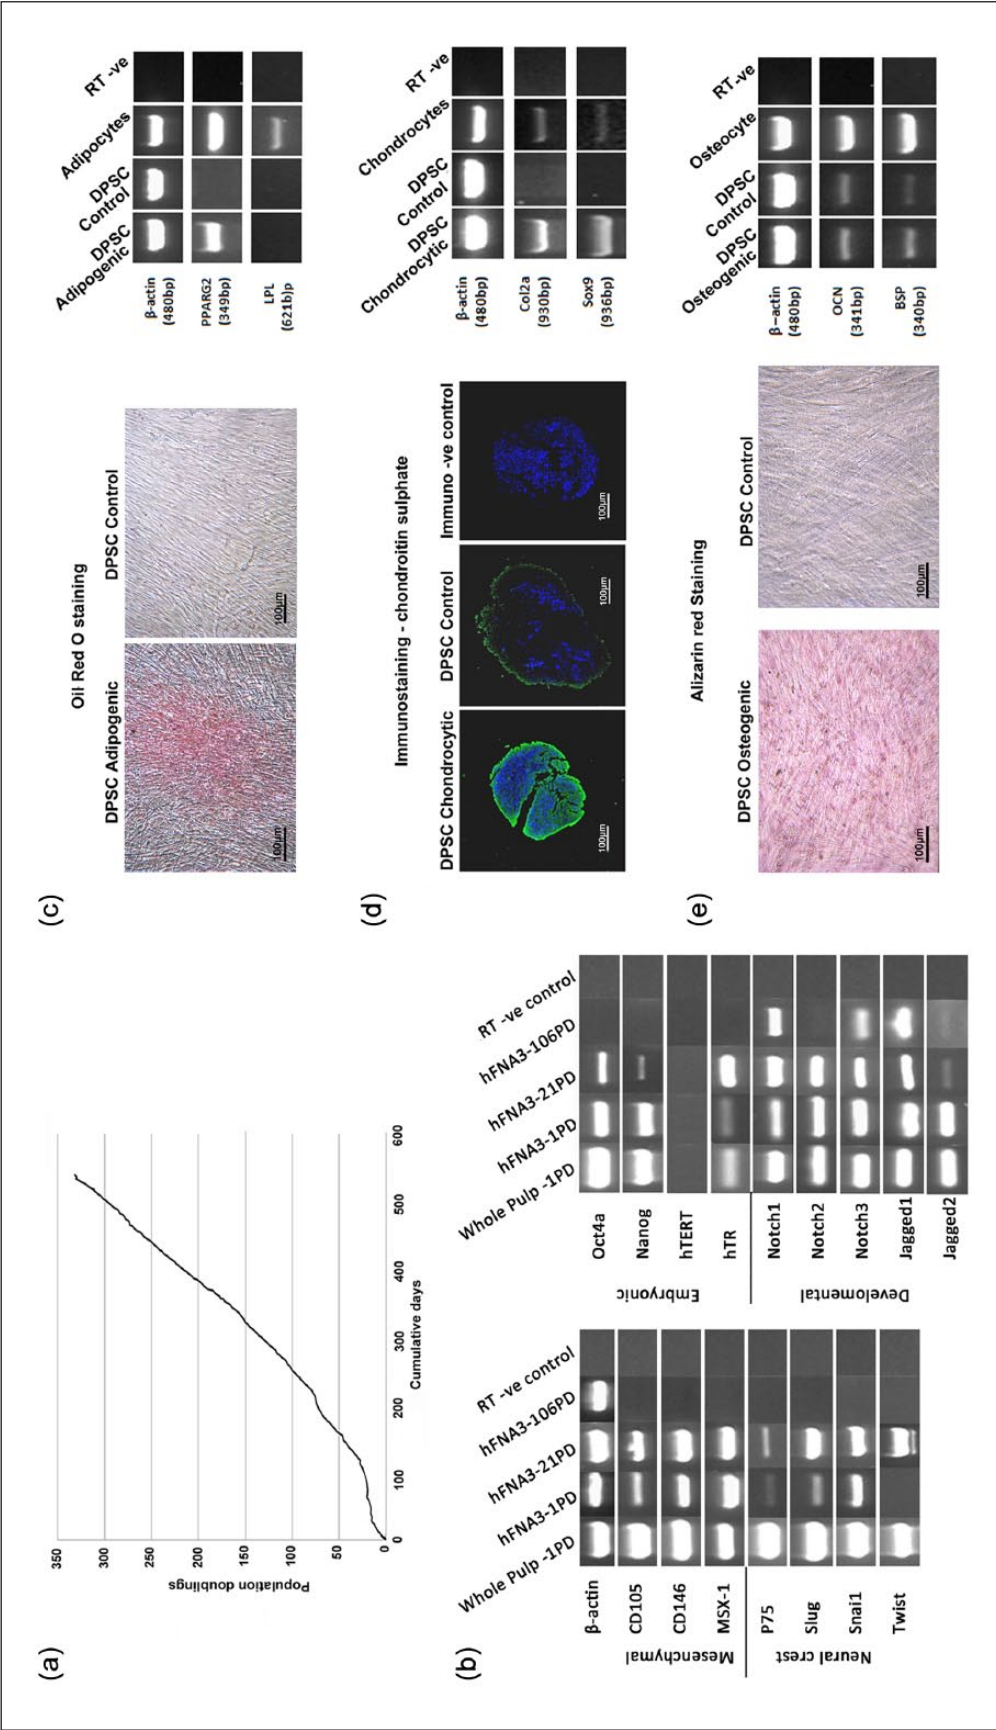 (a)
350
300
250
200
150
100
50
0
Population doublings
0 100 200 300 400 500 600
Cumulative days
(b)
Whole Pulp -1PD
hFNA3-1PD
hFNA3-21PD
hFNA3-106PD
RT -ve control
Mesenchymal
β-actin
CD105
CD146
MSX-1
Neural crest
P75
Slug
Snai1
Twist
Whole Pulp -1PD
hFNA3-1PD
hFNA3-21PD
hFNA3-106PD
RT -ve control
Embryonic
Oct4a
Nanog
hTERT
hTR
Develomental
Notch1
Notch2
Notch3
Jagged1
Jagged2
(c)
Oil Red O staining
DPSC Adipogenic
DPSC Control
100µm
100µm
DPSC Adipogenic
DPSC Control
Adipocytes
RT -ve
β-actin
(480bp)
PPARG2
(349bp)
LPL
(621b)p
(d)
Immunostaining - chondroitin sulphate
DPSC Chondrocytic
DPSC Control
Immuno -ve control
100µm
100µm
100µm
DPSC Chondrocytic
DPSC Control
Chondrocytes
RT -ve
β-actin
(480bp)
Col2a
(930bp)
Sox9
(936bp)
(e)
Alizarin red Staining
DPSC Osteogenic
DPSC Control
100µm
100µm
DPSC Osteogenic
DPSC Control
Osteocyte
RT -ve
β-actin
(480bp)
OCN
(341bp)
BSP
(340bp)